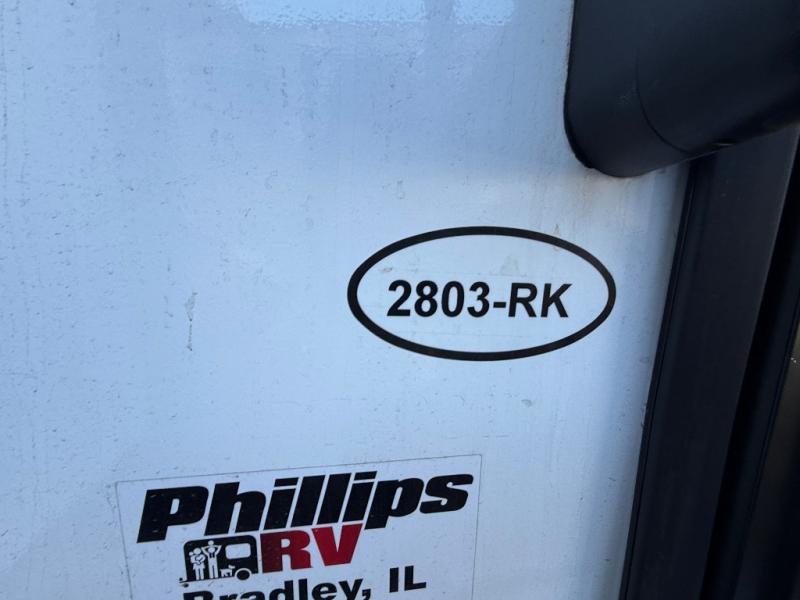 2803-RK
Phillips
RV
Bradley, IL